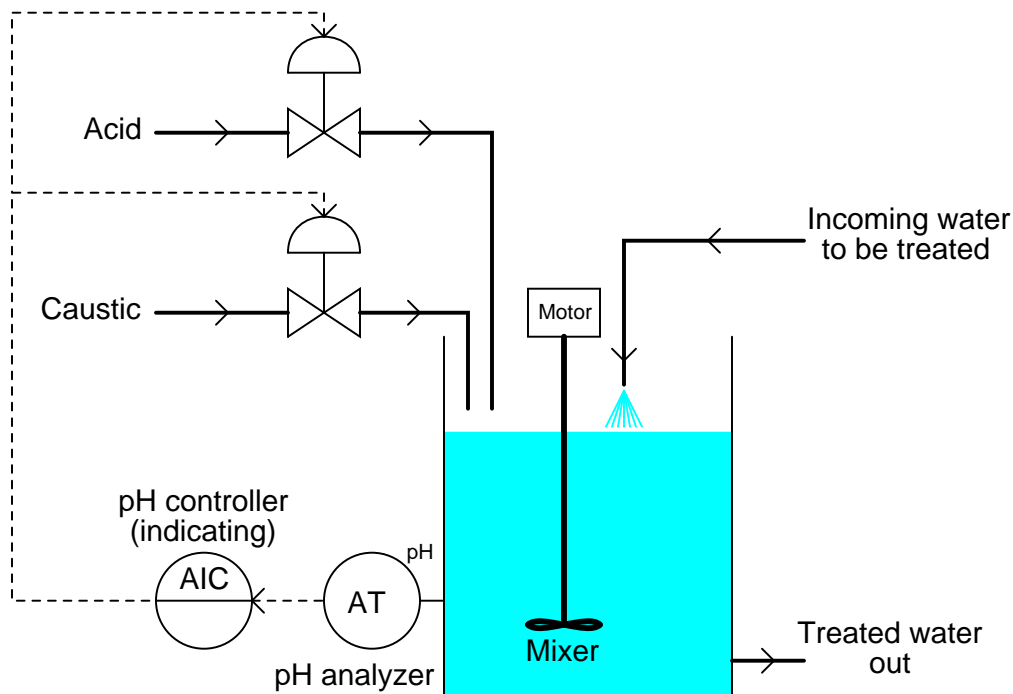 Acid
Caustic
Incoming water
to be treated
Motor
pH controller
(indicating)
AIC
AT
pH
pH analyzer
Mixer
Treated water
out